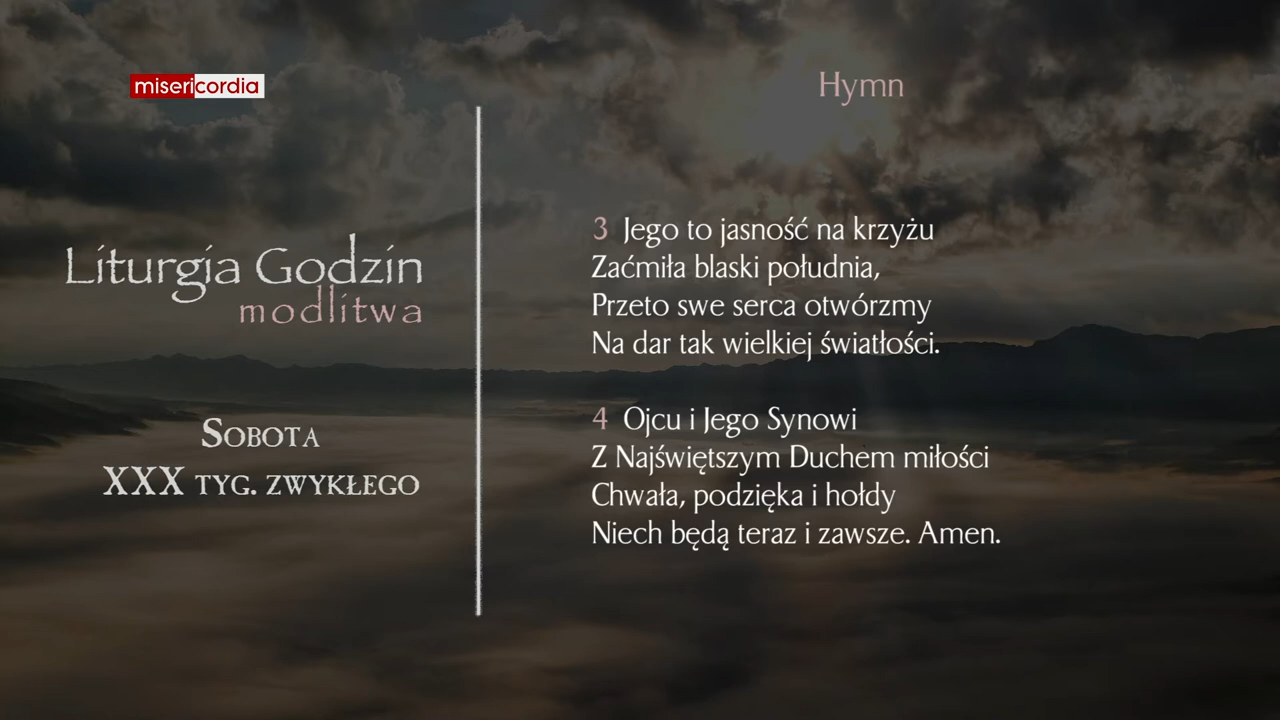 misericordia
Liturgia Godzin
modlitwa
Sobota
XXX tyg. zwykłego
Hymn
3 Jego to jasność na krzyżu
Zaćmiła blaski południa,
Przeto swe serca otwórzmy
Na dar tak wielkiej światłości.
4 Ojcu i Jego Synowi
Z Najświętszym Duchem miłości
Chwała, podzięka i hołdy
Niech będą teraz i zawsze. Amen.